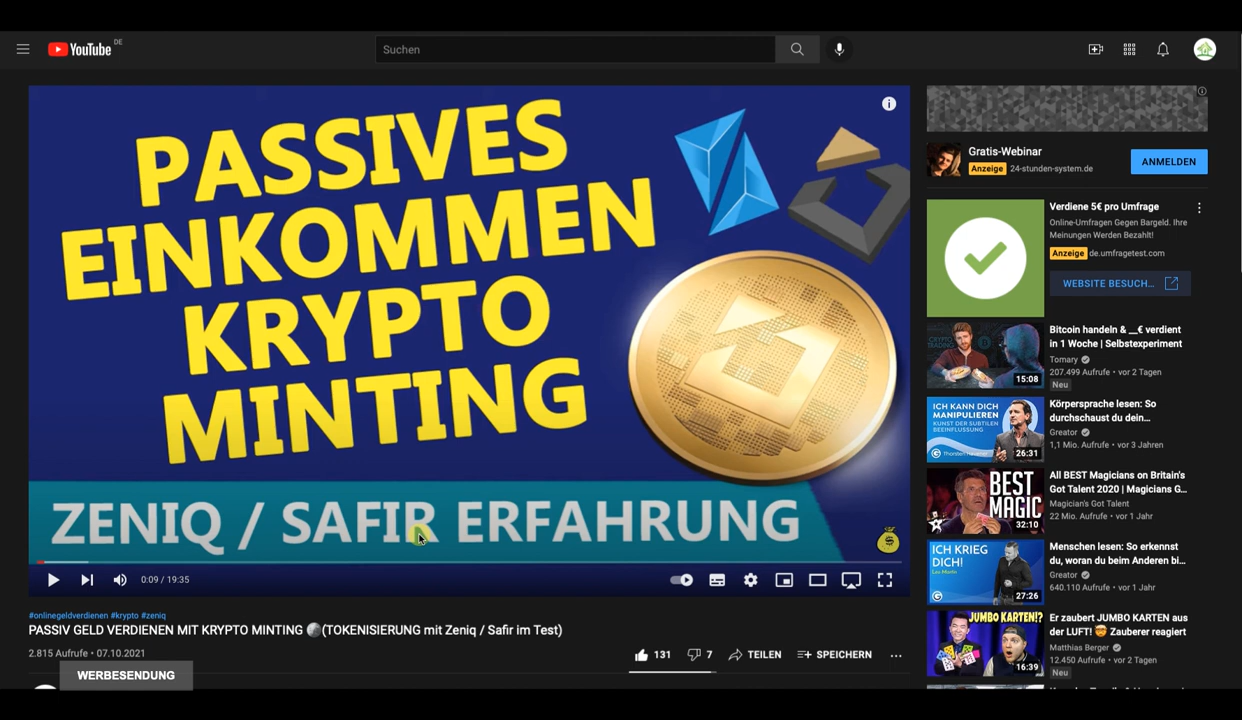 YouTube DE
Suchen
PASSIVES
EINKOMMEN
KRYPTO
MINTING
ZENIQ / SAFIR ERFAHRUNG
0:09 / 19:35
#onlinegeldverdienen #krypto #zeniq
PASSIV GELD VERDIENEN MIT KRYPTO MINTING 🌑(TOKENISIERUNG mit Zeniq / Safir im Test)
2.815 Aufrufe • 07.10.2021
131
7
TEILEN
SPEICHERN
WERBESENDUNG
Gratis-Webinar
Anzeige 24-stunden-system.de
ANMELDEN
Verdiene 5€ pro Umfrage
Online-Umfragen Gegen Bargeld. Ihre
Meinungen Werden Bezahlt!
Anzeige de.umfragetest.com
WEBSITE BESUCH...
15:08
Bitcoin handeln & __€ verdient
in 1 Woche | Selbstexperiment
Tomary
207.499 Aufrufe • vor 2 Tagen
Neu
ICH KANN DICH
MANIPULIEREN
KUNST DER SUBTILEN
BEEINFLUSSUNG
26:31
Körpersprache lesen: So
durchschaust du dein...
Greator
1,1 Mio. Aufrufe • vor 3 Jahren
BEST
MAGIC
32:10
All BEST Magicians on Britain's
Got Talent 2020 | Magicians G...
Magician's Got Talent
22 Mio. Aufrufe • vor 1 Jahr
ICH KRIEG
DICH!
27:26
Menschen lesen: So erkennst
du, woran du beim Anderen bi...
Greator
640.110 Aufrufe • vor 1 Jahr
JUMBO KARTEN!?
16:39
Er zaubert JUMBO KARTEN aus
der LUFT! 🤯 Zauberer reagiert
Matthias Berger
12.450 Aufrufe • vor 2 Tagen
Neu